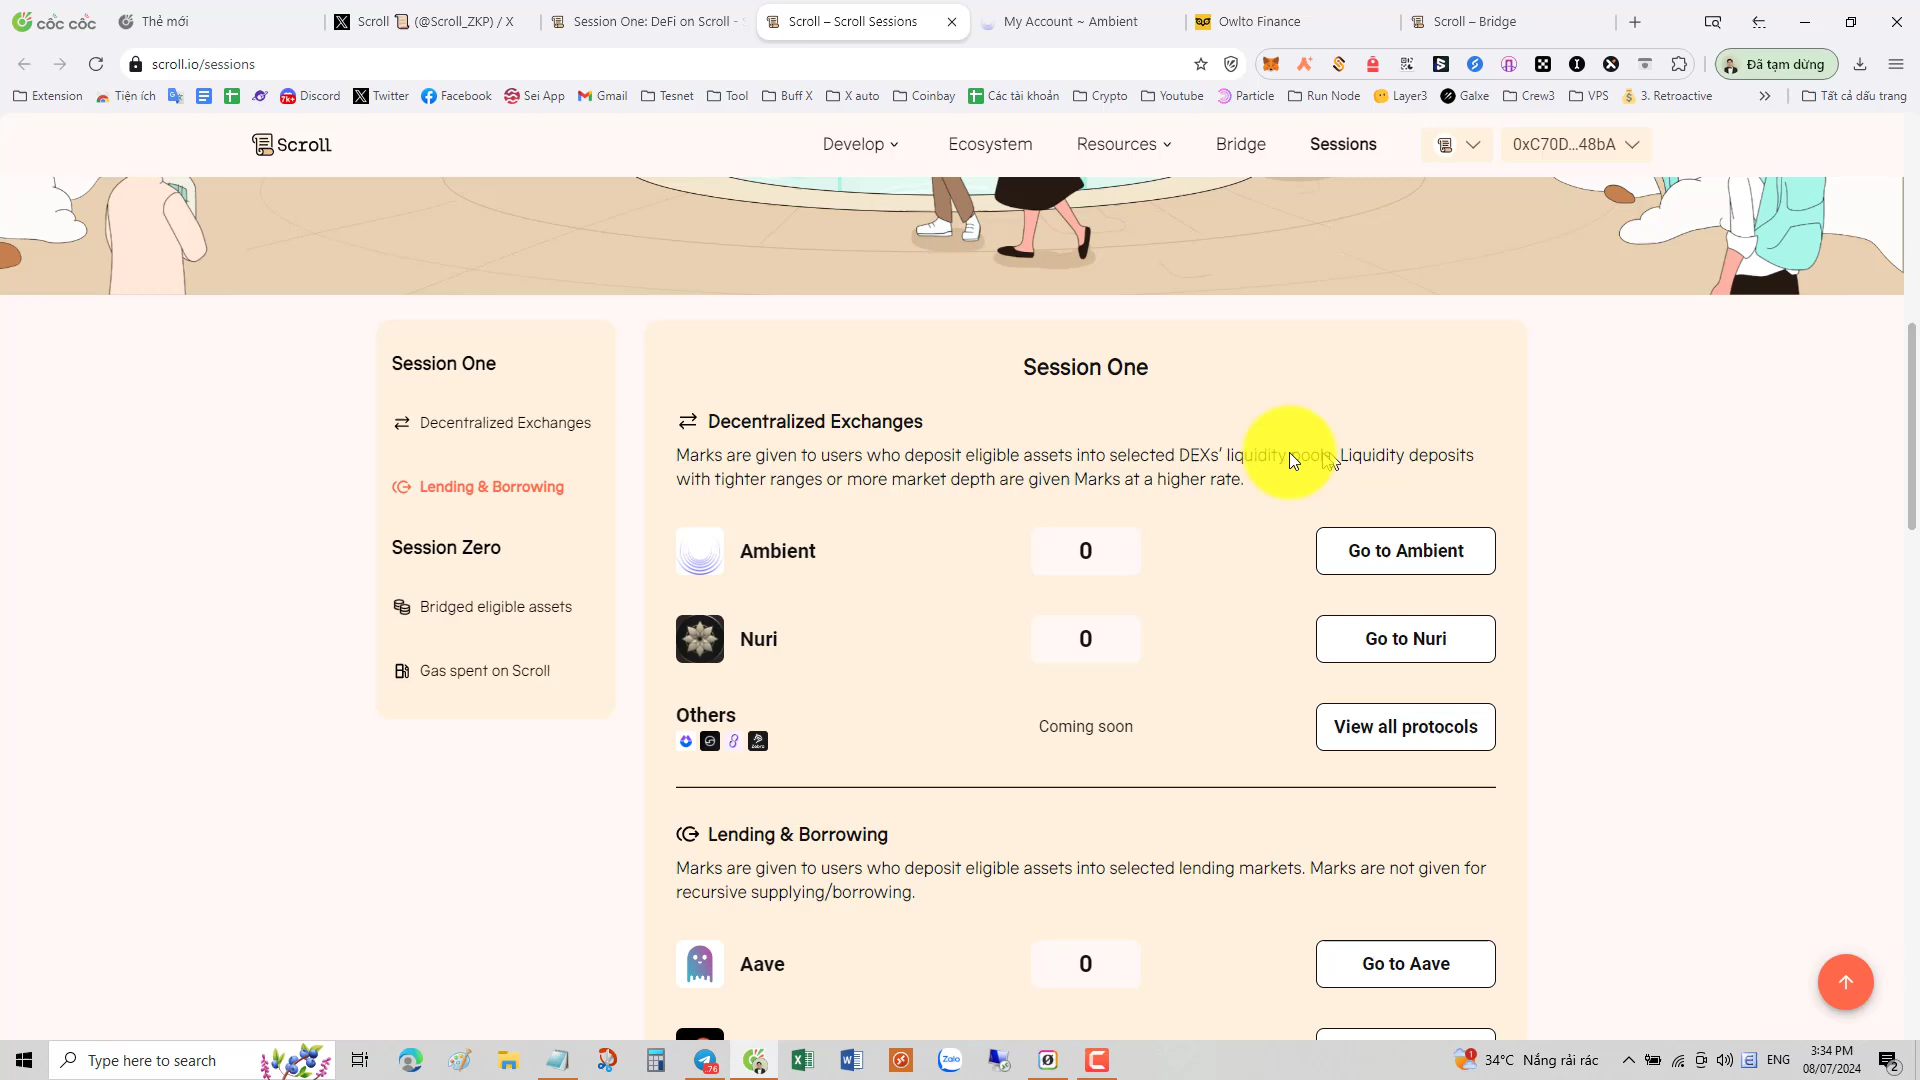 cốc cốc
Thẻ mới
Scroll 📜 (@Scroll_ZKP) / X
Session One: DeFi on Scroll -
Scroll – Scroll Sessions
My Account ~ Ambient
Owlto Finance
Scroll – Bridge
scroll.io/sessions
Đã tạm dừng
Extension
Tiện ích
Discord
Twitter
Facebook
Sei App
Gmail
Tesnet
Tool
Buff X
X auto
Coinbay
Các tài khoản
Crypto
Youtube
Particle
Run Node
Layer3
Galxe
Crew3
VPS
3. Retroactive
Tất cả dấu trang
Scroll
Develop
Ecosystem
Resources
Bridge
Sessions
0xC70D...48bA
Session One
Decentralized Exchanges
Lending & Borrowing
Session Zero
Bridged eligible assets
Gas spent on Scroll
Session One
Decentralized Exchanges
Marks are given to users who deposit eligible assets into selected DEXs' liquidity pools. Liquidity deposits
with tighter ranges or more market depth are given Marks at a higher rate.
Ambient
0
Go to Ambient
Nuri
0
Go to Nuri
Others
Coming soon
View all protocols
Lending & Borrowing
Marks are given to users who deposit eligible assets into selected lending markets. Marks are not given for
recursive supplying/borrowing.
Aave
0
Go to Aave
Type here to search
34°C Nắng rải rác
ENG
3:34 PM
08/07/2024